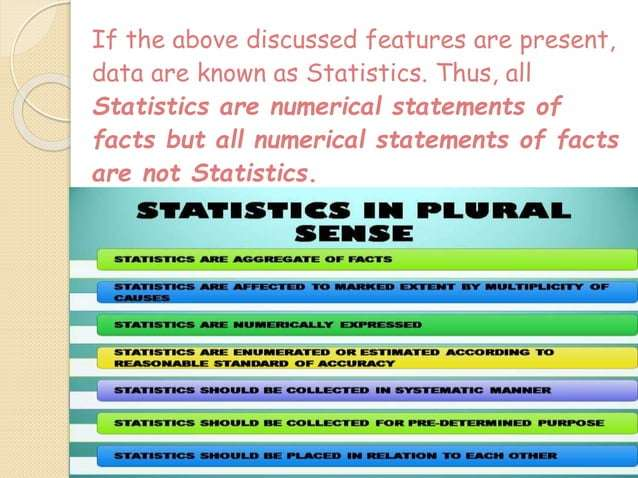 If the above discussed features are present,
data are known as Statistics. Thus, all
Statistics are numerical statements of
facts but all numerical statements of facts
are not Statistics.
STATISTICS IN PLURAL
SENSE
STATISTICS ARE AGGREGATE OF FACTS
STATISTICS ARE AFFECTED TO MARKED EXTENT BY MULTIPLICITY OF
CAUSES
STATISTICS ARE NUMERICALLY EXPRESSED
STATISTICS ARE ENUMERATED OR ESTIMATED ACCORDING TO
REASONABLE STANDARD OF ACCURACY
STATISTICS SHOULD BE COLLECTED IN SYSTEMATIC MANNER
STATISTICS SHOULD BE COLLECTED FOR PRE-DETERMINED PURPOSE
STATISTICS SHOULD BE PLACED IN RELATION TO EACH OTHER